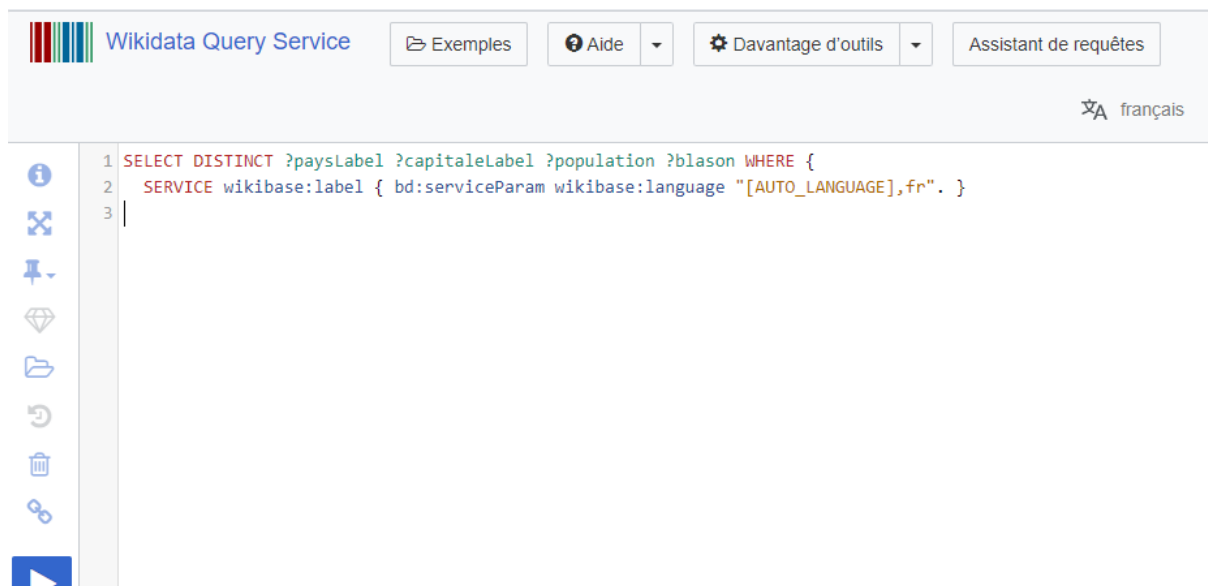 Wikidata Query Service Exemples Aide Davantage d'outils Assistant de requêtes
français
1 SELECT DISTINCT ?paysLabel ?capitaleLabel ?population ?blason WHERE {
2 SERVICE wikibase:label { bd:serviceParam wikibase:language "[AUTO_LANGUAGE],fr". }
3